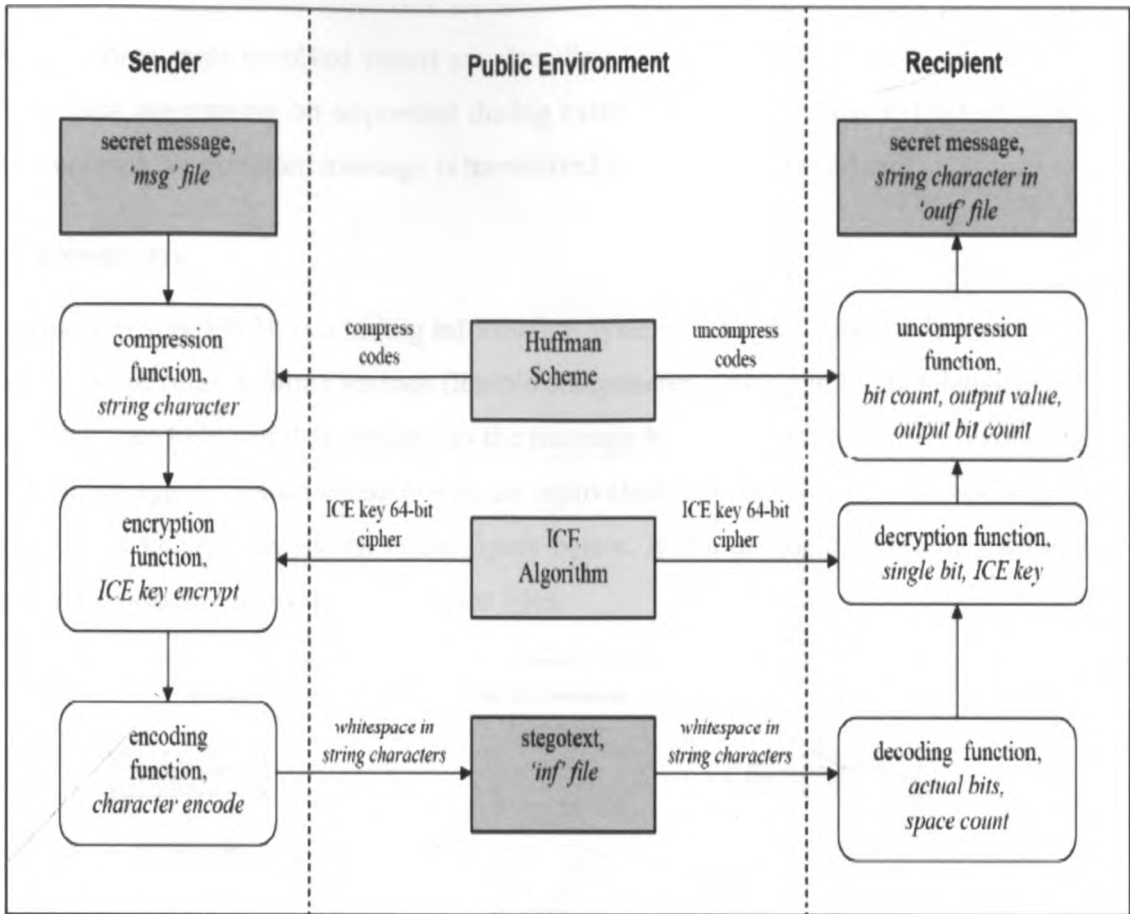 Sender
Public Environment
Recipient
secret message,
'msg' file
secret message,
string character in
'outf' file
compression
function,
string character
compress
codes
Huffman
Scheme
uncompress
codes
uncompression
function,
bit count, output value,
output bit count
encryption
function,
ICE key encrypt
ICE key 64-bit
cipher
ICE
Algorithm
ICE key 64-bit
cipher
decryption function,
single bit, ICE key
encoding
function,
character encode
whitespace in
string characters
stegotext,
'inf' file
whitespace in
string characters
decoding function,
actual bits,
space count